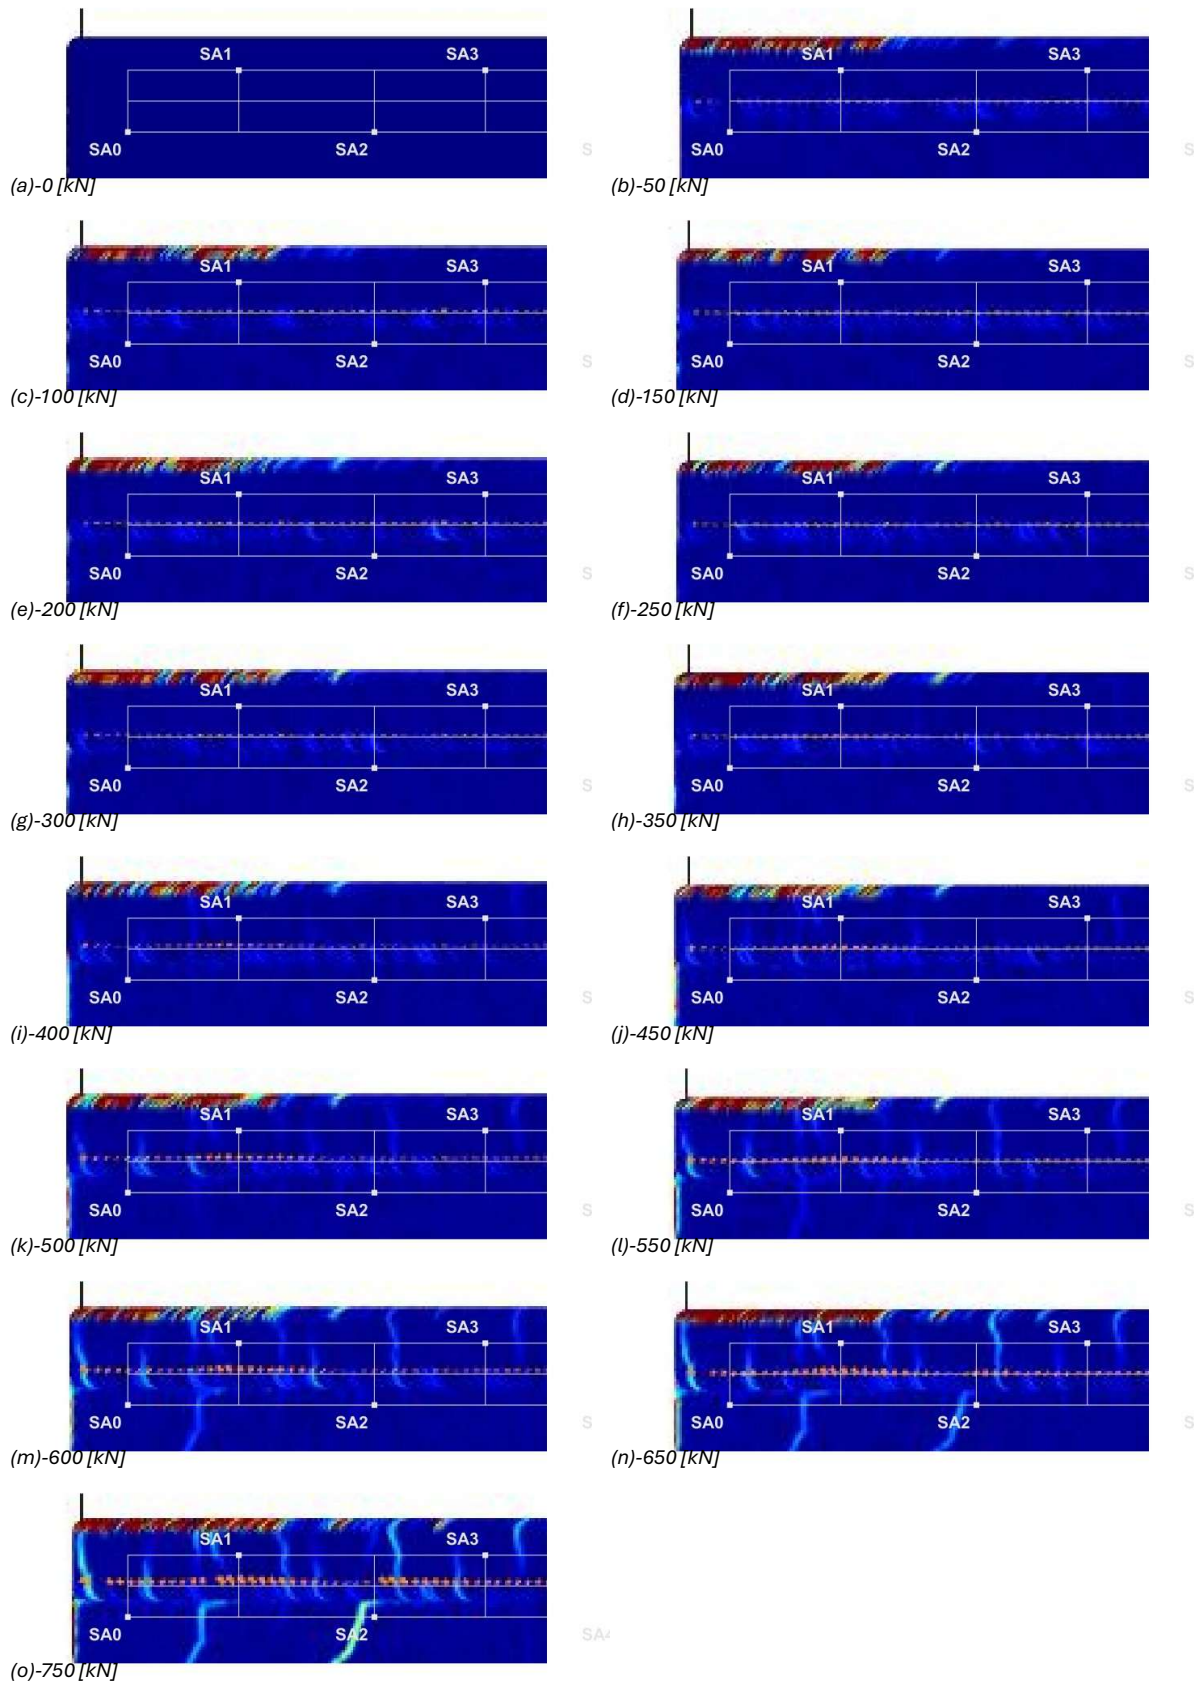 SA1 SA3
SA0 SA2 S
(a)-0 [kN]
SA1 SA3
SA0 SA2 S
(b)-50 [kN]
SA1 SA3
SA0 SA2 S
(c)-100 [kN]
SA1 SA3
SA0 SA2 S
(d)-150 [kN]
SA1 SA3
SA0 SA2 S
(e)-200 [kN]
SA1 SA3
SA0 SA2 S
(f)-250 [kN]
SA1 SA3
SA0 SA2 S
(g)-300 [kN]
SA1 SA3
SA0 SA2 S
(h)-350 [kN]
SA1 SA3
SA0 SA2 S
(i)-400 [kN]
SA1 SA3
SA0 SA2 S
(j)-450 [kN]
SA1 SA3
SA0 SA2 S
(k)-500 [kN]
SA1 SA3
SA0 SA2 S
(l)-550 [kN]
SA1 SA3
SA0 SA2 S
(m)-600 [kN]
SA1 SA3
SA0 SA2 S
(n)-650 [kN]
SA1 SA3
SA0 SA2 SA4
(o)-750 [kN]